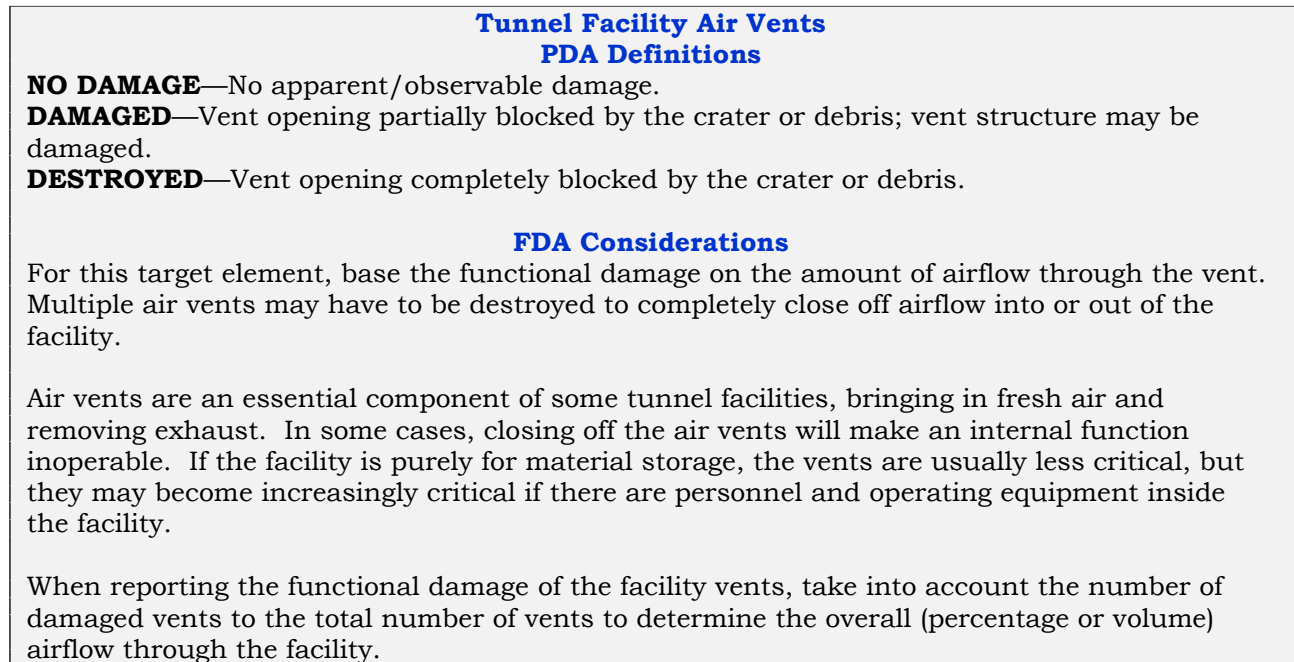 Tunnel Facility Air Vents
PDA Definitions
NO DAMAGE—No apparent/observable damage.
DAMAGED—Vent opening partially blocked by the crater or debris; vent structure may be
damaged.
DESTROYED—Vent opening completely blocked by the crater or debris.
FDA Considerations
For this target element, base the functional damage on the amount of airflow through the vent.
Multiple air vents may have to be destroyed to completely close off airflow into or out of the
facility.
Air vents are an essential component of some tunnel facilities, bringing in fresh air and
removing exhaust.  In some cases, closing off the air vents will make an internal function
inoperable.  If the facility is purely for material storage, the vents are usually less critical, but
they may become increasingly critical if there are personnel and operating equipment inside
the facility.
When reporting the functional damage of the facility vents, take into account the number of
damaged vents to the total number of vents to determine the overall (percentage or volume)
airflow through the facility.